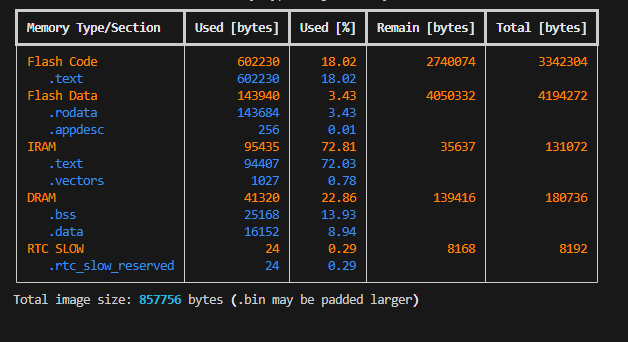 Memory Type/Section Used [bytes] Used [%] Remain [bytes] Total [bytes]
Flash Code 602230 18.02 2740074 3342304
.text 602230 18.02
Flash Data 143940 3.43 4050332 4194272
.rodata 143684 3.43
.appdesc 256 0.01
IRAM 95435 72.81 35637 131072
.text 94407 72.03
.vectors 1027 0.78
DRAM 41320 22.86 139416 180736
.bss 25168 13.93
.data 16152 8.94
RTC SLOW 24 0.29 8168 8192
.rtc_slow_reserved 24 0.29
Total image size: 857756 bytes (.bin may be padded larger)